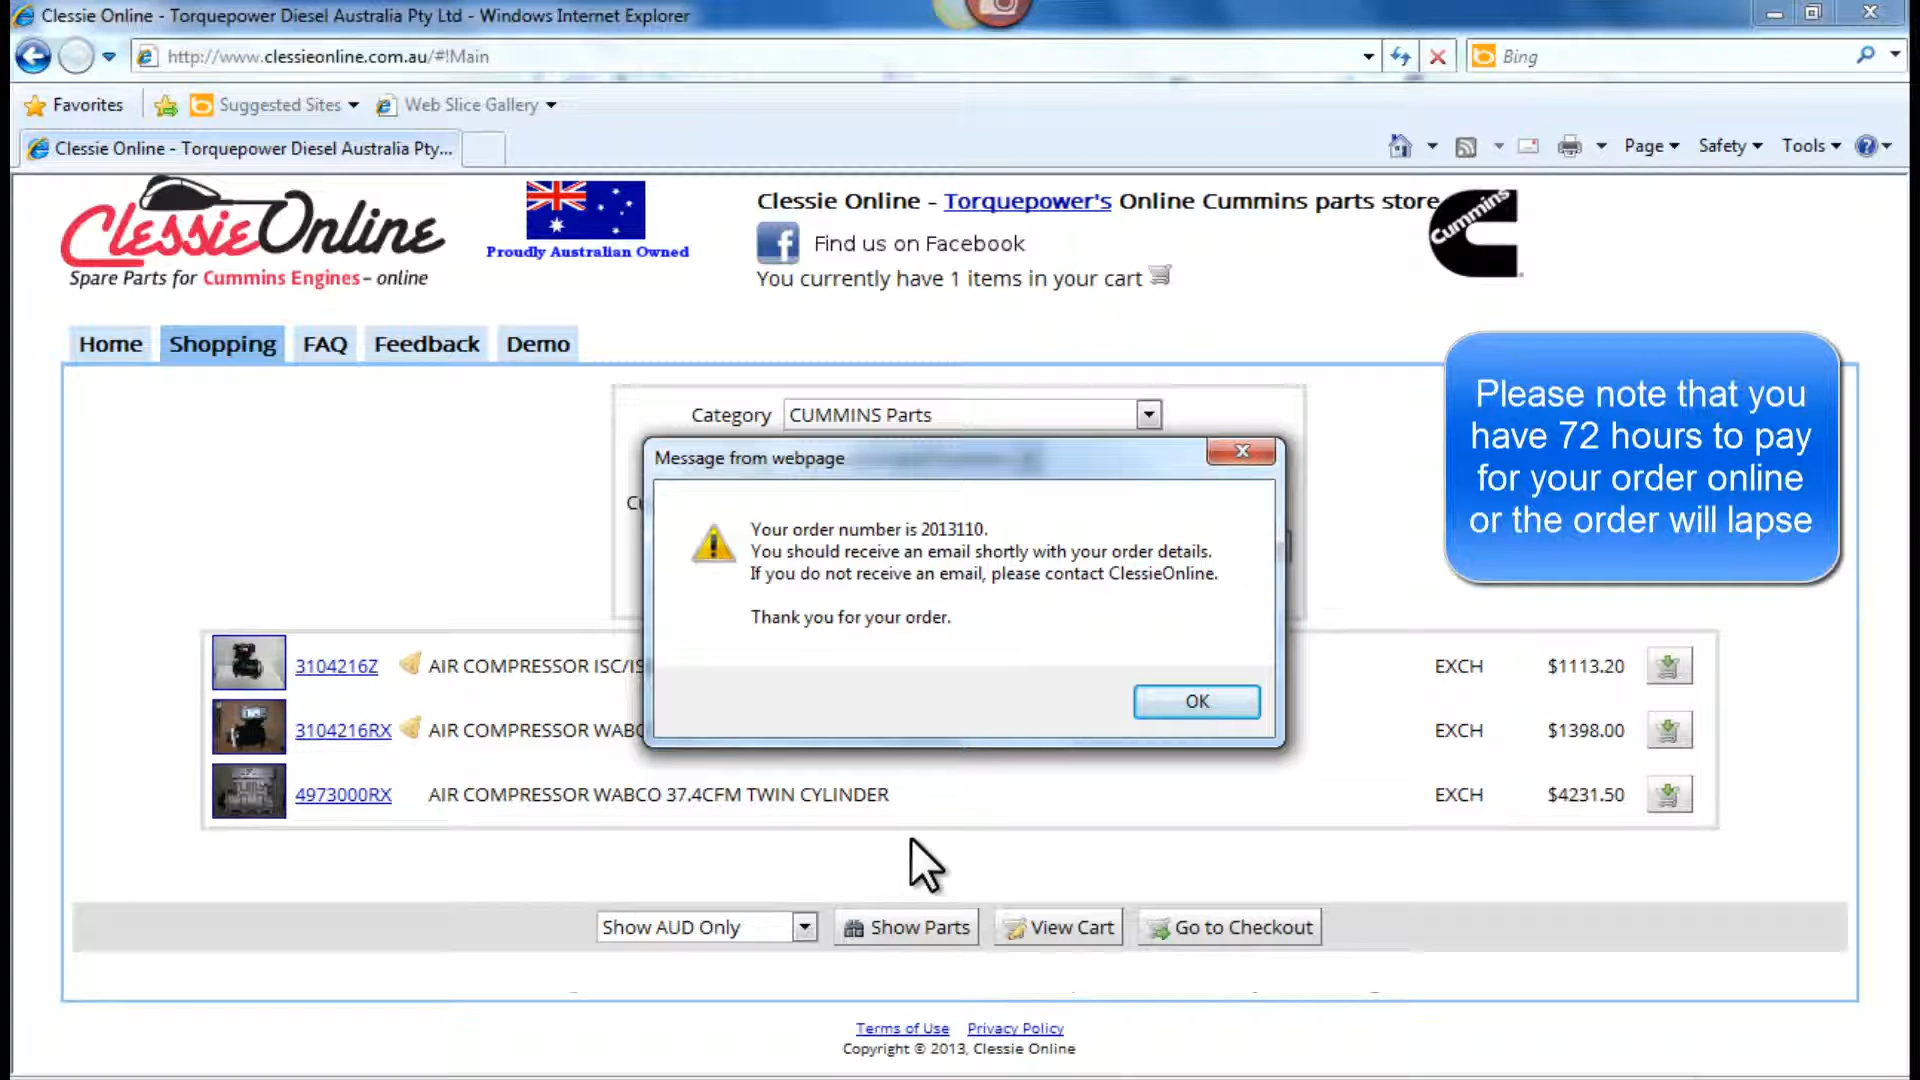 Clessie Online - Torquepower Diesel Australia Pty Ltd - Windows Internet Explorer
http://www.clessieonline.com.au/#!Main
Bing
Favorites
Suggested Sites
Web Slice Gallery
Clessie Online - Torquepower Diesel Australia Pty...
Page
Safety
Tools
ClessieOnline
Spare Parts for Cummins Engines - online
Proudly Australian Owned
Clessie Online - Torquepower's Online Cummins parts store
Find us on Facebook
You currently have 1 items in your cart
Cummins
Home
Shopping
FAQ
Feedback
Demo
Please note that you
have 72 hours to pay
for your order online
or the order will lapse
Category
CUMMINS Parts
Message from webpage
Your order number is 2013110.
You should receive an email shortly with your order details.
If you do not receive an email, please contact ClessieOnline.
Thank you for your order.
OK
3104216Z AIR COMPRESSOR EXCH $1113.20
3104216RX AIR COMPRESSOR EXCH $1398.00
4973000RX AIR COMPRESSOR WABCO 37.4CFM TWIN CYLINDER EXCH $4231.50
Show AUD Only
Show Parts
View Cart
Go to Checkout
Terms of Use Privacy Policy
Copyright © 2013, Clessie Online